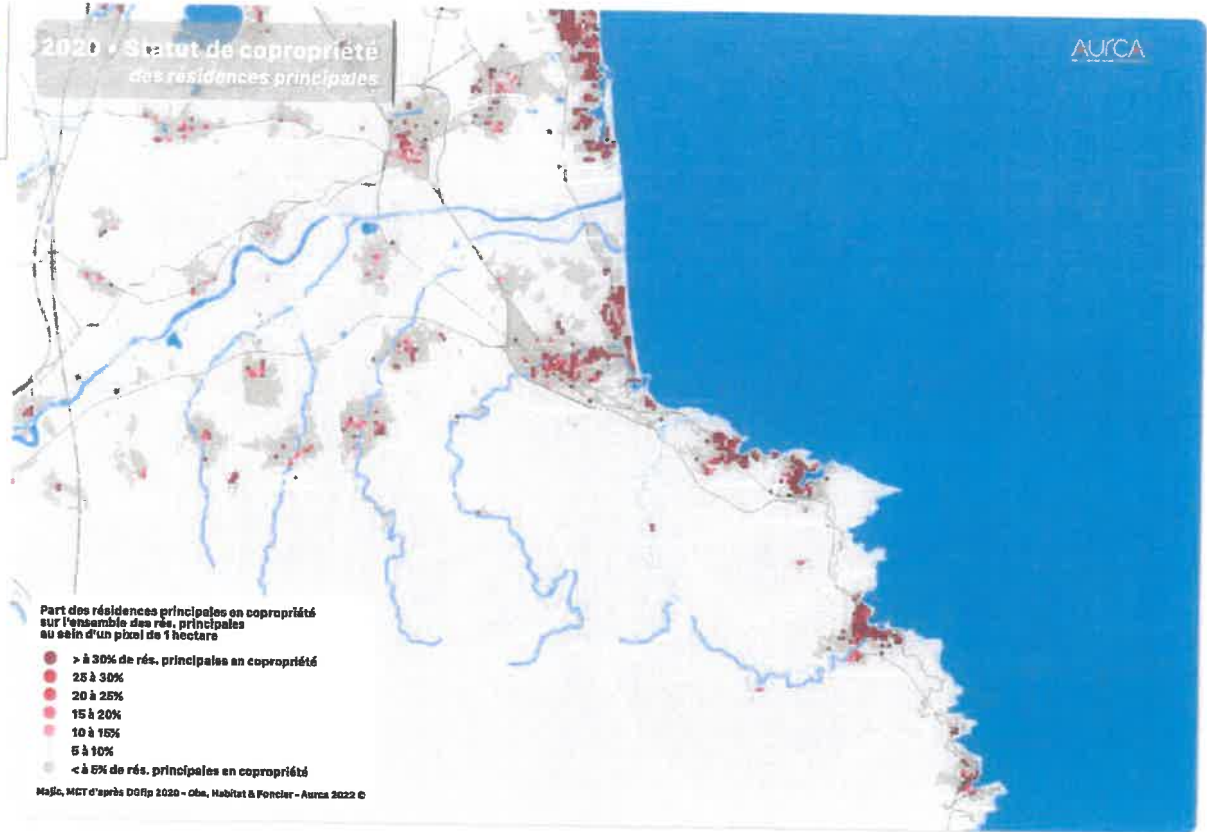 2020 • Statut de copropriété
des résidences principales
AURCA
Part des résidences principales en copropriété
sur l'ensemble des rés. principales
au sein d'un pixel de 1 hectare
> à 30% de rés. principales en copropriété
25 à 30%
20 à 25%
15 à 20%
10 à 15%
5 à 10%
< à 5% de rés. principales en copropriété
Majic, MCT d'après DGfip 2020 - Obs. Habitat & Foncier - Aurca 2022 ©